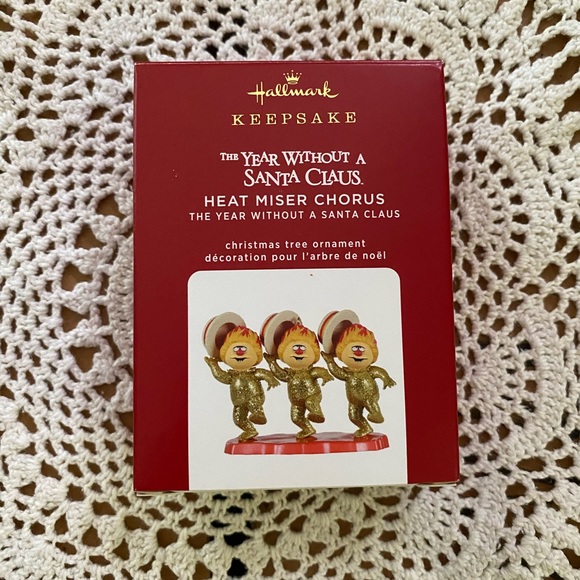 Hallmark
KEEPSAKE
THE YEAR WITHOUT A
SANTA CLAUS™
HEAT MISER CHORUS
THE YEAR WITHOUT A SANTA CLAUS
christmas tree ornament
décoration pour l'arbre de noël